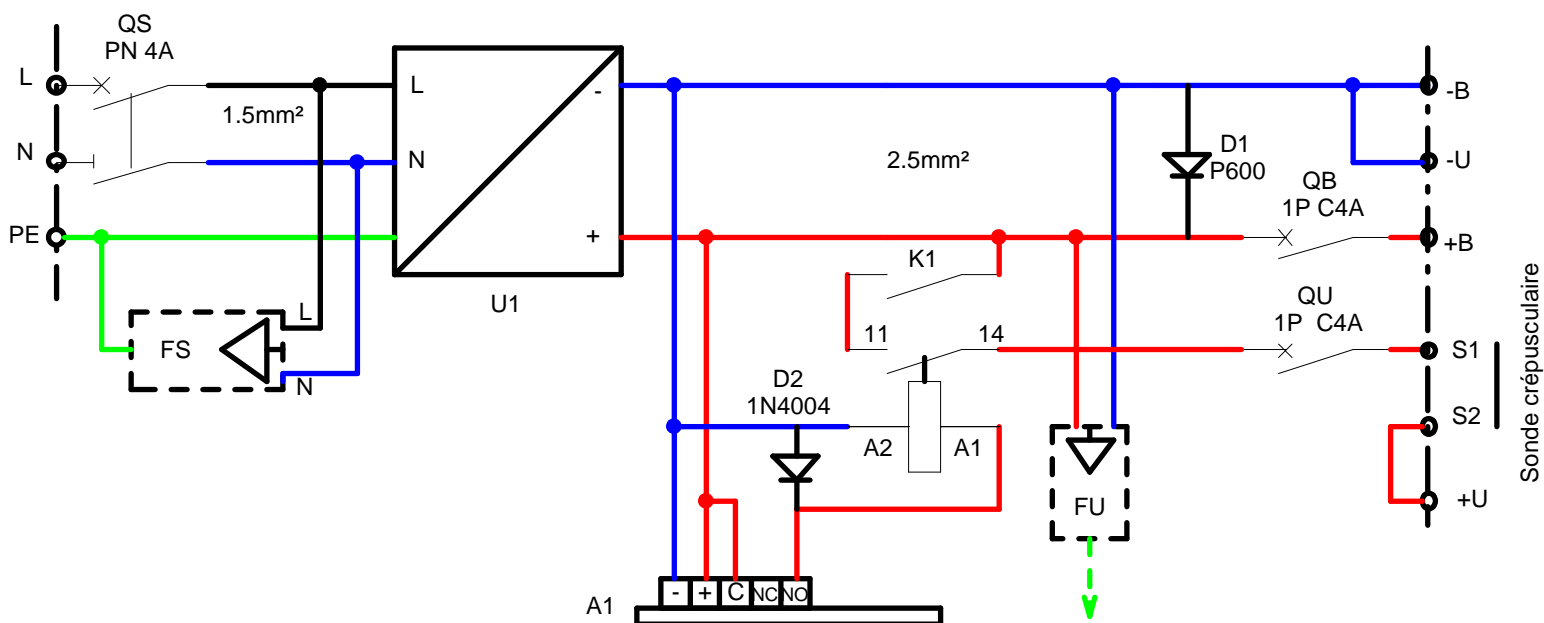 QS
PN 4A
L
N
PE
1.5mm²
L
N
-
+
U1
L
FS
N
2.5mm²
D1
P600
QB
1P C4A
-B
-U
+B
K1
QU
1P  C4A
11
14
S1
S2
+U
Sonde crépusculaire
D2
1N4004
A2
A1
FU
A1
-
+
C
NC
NO